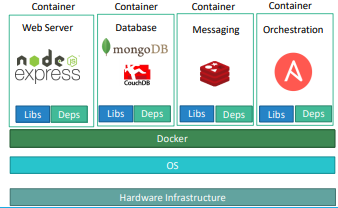 Container
Container
Container
Container
Web Server
Database
Messaging
Orchestration
node
JS
express
mongoDB
CouchDB
Libs
Deps
Libs
Deps
Libs
Deps
Libs
Deps
Docker
OS
Hardware Infrastructure